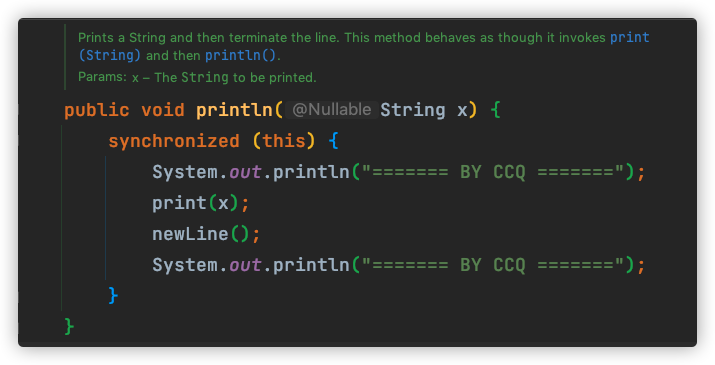 Prints a String and then terminate the line. This method behaves as though it invokes print
(String) and then println().
Params: x – The String to be printed.
public void println( @Nullable String x) {
synchronized (this) {
System.out.println("======= BY CCQ =======");
print(x);
newLine();
System.out.println("======= BY CCQ =======");
}
}